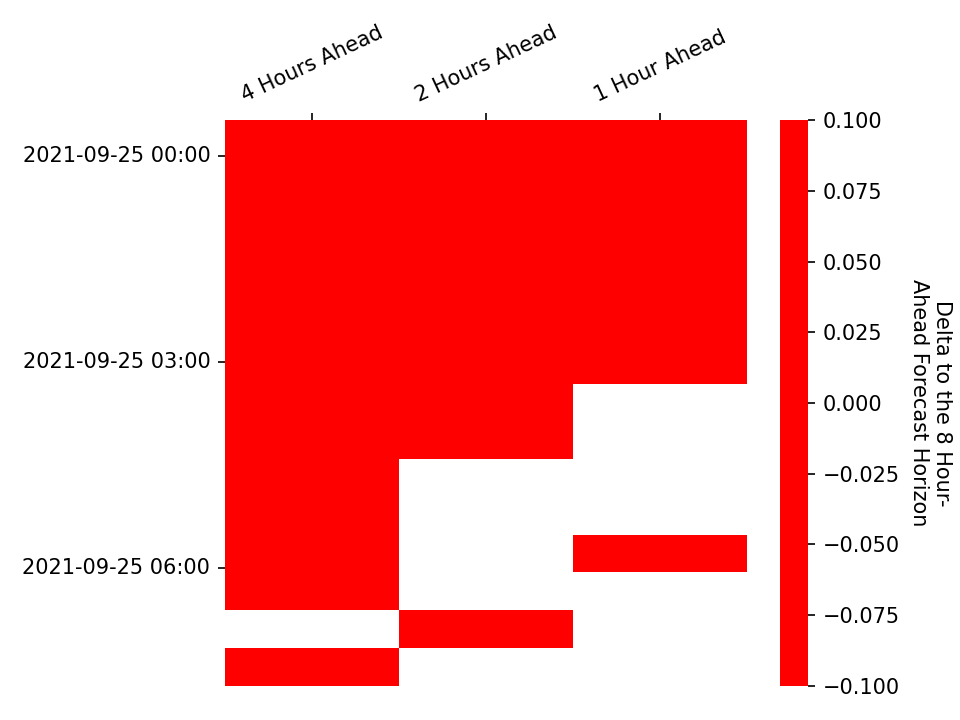 4 Hours Ahead
2 Hours Ahead
1 Hour Ahead
2021-09-25 00:00
2021-09-25 03:00
2021-09-25 06:00
0.100
0.075
0.050
0.025
0.000
−0.025
−0.050
−0.075
−0.100
Delta to the 8 Hour-
Ahead Forecast Horizon